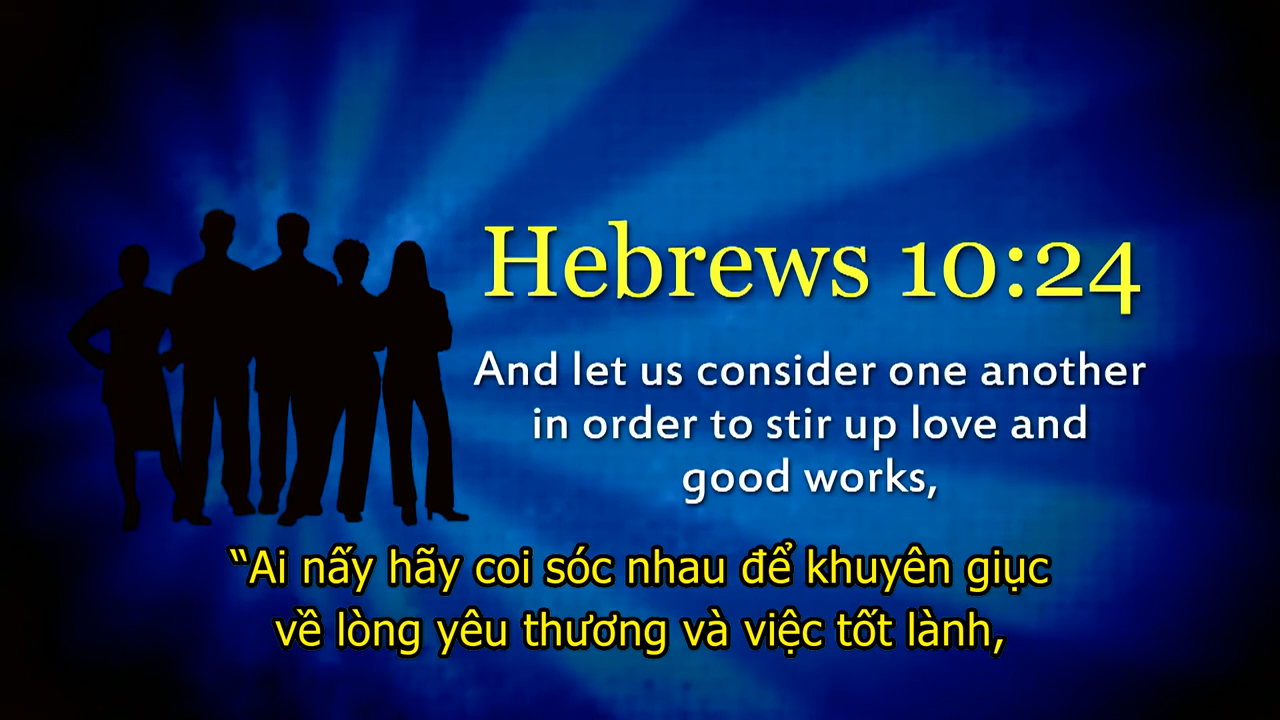 Hebrews 10:24
And let us consider one another
in order to stir up love and
good works,
“Ai nấy hãy coi sóc nhau để khuyên giục
về lòng yêu thương và việc tốt lành,